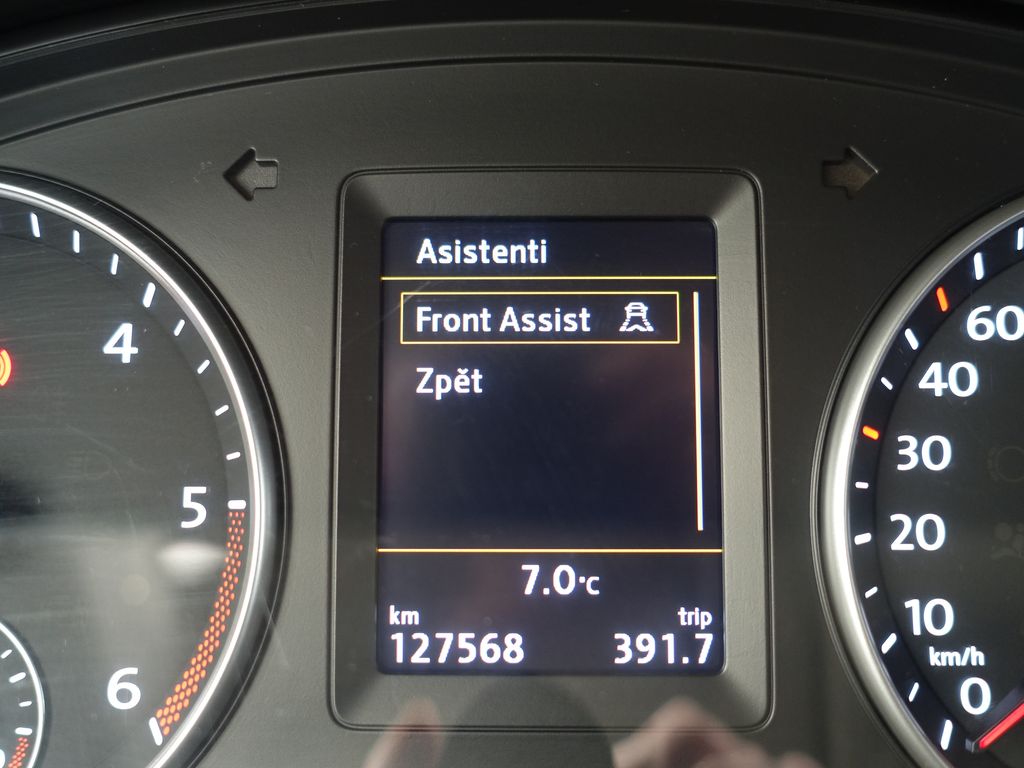 Asistenti
Front Assist
Zpět
7.0°C
km
trip
127568
391.7
4
5
6
60
40
30
20
10
km/h
0